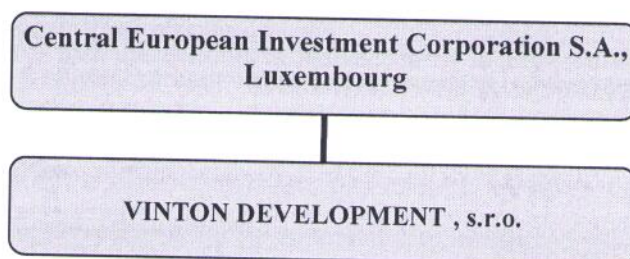 Central European Investment Corporation S.A.,
Luxembourg
VINTON DEVELOPMENT , s.r.o.